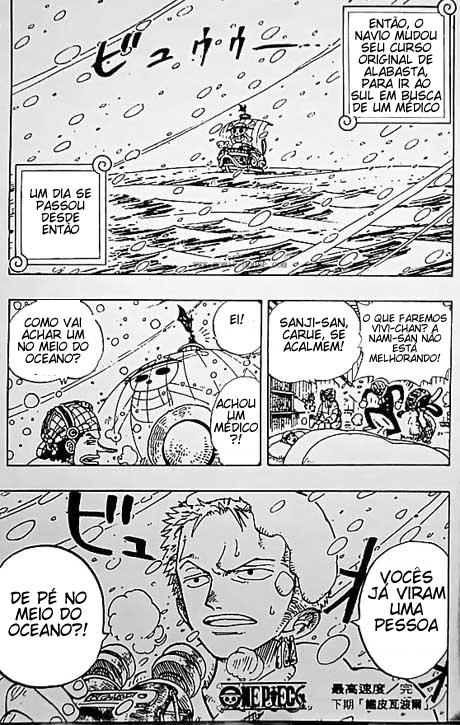 ENTÃO, O
NAVIO MUDOU
SEU CURSO
ORIGINAL DE
ALABASTA,
PARA IR AO
SUL EM BUSCA
DE UM MÉDICO
ビュゥゥー
UM DIA SE
PASSOU
DESDE
ENTÃO
O QUE FAREMOS
VIVI-CHAN? A
NAMI-SAN NÃO
ESTÁ
MELHORANDO!
SANJI-SAN,
CARUE, SE
ACALMEM!
EI!
ACHOU
UM
MÉDICO
?!
COMO VAI
ACHAR UM
NO MEIO DO
OCEANO?
VOCÊS
JÁ VIRAM
UMA
PESSOA
DE PÉ NO
MEIO DO
OCEANO?!
ONE PIECE
最高速度／完
下期「鐵皮瓦波爾」